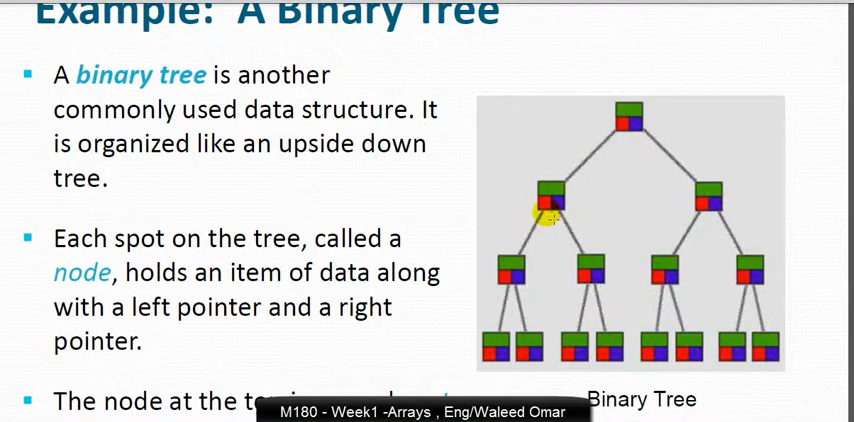 Example: A Binary Tree
▪ A binary tree is another
commonly used data structure. It
is organized like an upside down
tree.
▪ Each spot on the tree, called a
node, holds an item of data along
with a left pointer and a right
pointer.
▪ The node at the
Binary Tree
M180 - Week1 -Arrays , Eng/Waleed Omar